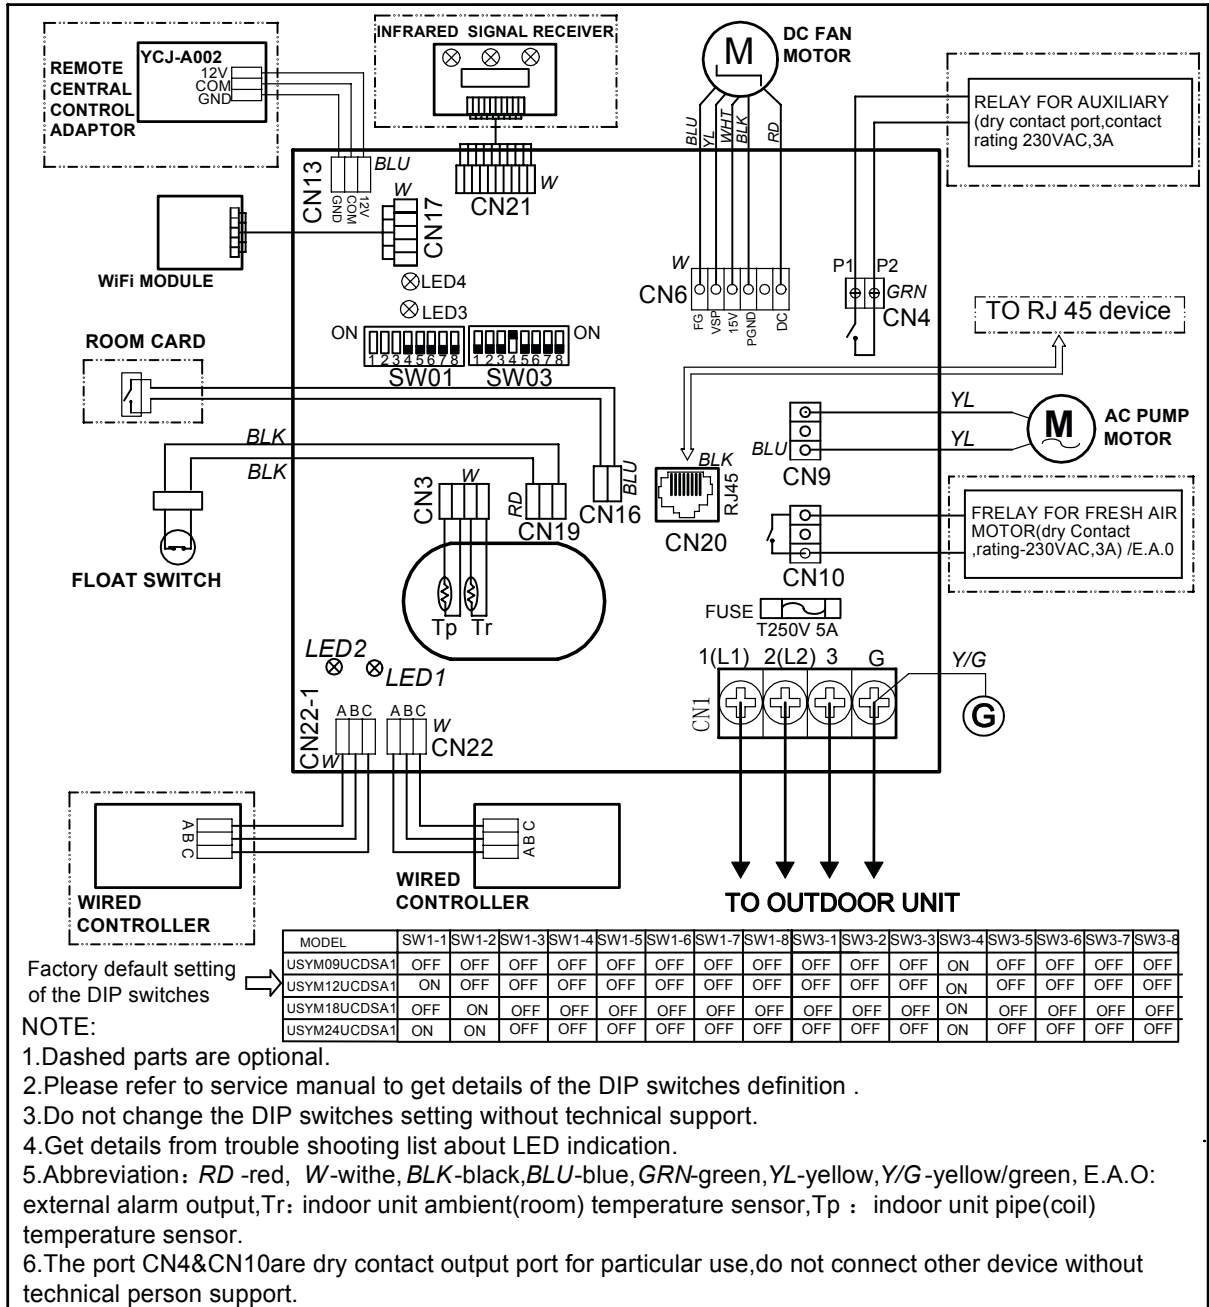 YCJ-A002
12V
COM
GND
REMOTE
CENTRAL
CONTROL
ADAPTOR
INFRARED SIGNAL RECEIVER
M
DC FAN
MOTOR
BLU
YL
WHT
BLK
RD
RELAY FOR AUXILIARY
(dry contact port,contact
rating 230VAC,3A
CN13
BLU
GND
COM
12V
W
CN17
W
CN21
WiFi MODULE
LED4
LED3
W
CN6
FG
VSP
15V
PGND
DC
P1 P2
GRN
CN4
TO RJ 45 device
ROOM CARD
ON
1 2 3 4 5 6 7 8
SW01
1 2 3 4 5 6 7 8
SW03
ON
BLK
BLK
FLOAT SWITCH
CN3
W
RD
CN19
CN16
BLU
BLK
RJ45
CN20
BLU
CN9
YL
YL
M
AC PUMP
MOTOR
CN10
FRELAY FOR FRESH AIR
MOTOR(dry Contact
,rating-230VAC,3A) /E.A.0
Tp Tr
FUSE
T250V 5A
LED2
LED1
1(L1) 2(L2) 3 G
Y/G
CN1
G
CN22-1
W
A B C
A B C
W
CN22
A B C
WIRED
CONTROLLER
A B C
WIRED
CONTROLLER
TO OUTDOOR UNIT
Factory default setting
of the DIP switches
MODEL SW1-1 SW1-2 SW1-3 SW1-4 SW1-5 SW1-6 SW1-7 SW1-8 SW3-1 SW3-2 SW3-3 SW3-4 SW3-5 SW3-6 SW3-7 SW3-8
USYM09UCDSA1 OFF OFF OFF OFF OFF OFF OFF OFF OFF OFF OFF ON OFF OFF OFF OFF
USYM12UCDSA1 ON OFF OFF OFF OFF OFF OFF OFF OFF OFF OFF ON OFF OFF OFF OFF
USYM18UCDSA1 OFF ON OFF OFF OFF OFF OFF OFF OFF OFF OFF ON OFF OFF OFF OFF
USYM24UCDSA1 ON ON OFF OFF OFF OFF OFF OFF OFF OFF OFF ON OFF OFF OFF OFF
NOTE:
1.Dashed parts are optional.
2.Please refer to service manual to get details of the DIP switches definition .
3.Do not change the DIP switches setting without technical support.
4.Get details from trouble shooting list about LED indication.
5.Abbreviation: RD -red, W-withe, BLK-black,BLU-blue,GRN-green,YL-yellow,Y/G-yellow/green, E.A.O:
external alarm output,Tr: indoor unit ambient(room) temperature sensor,Tp : indoor unit pipe(coil)
temperature sensor.
6.The port CN4&CN10are dry contact output port for particular use,do not connect other device without
technical person support.